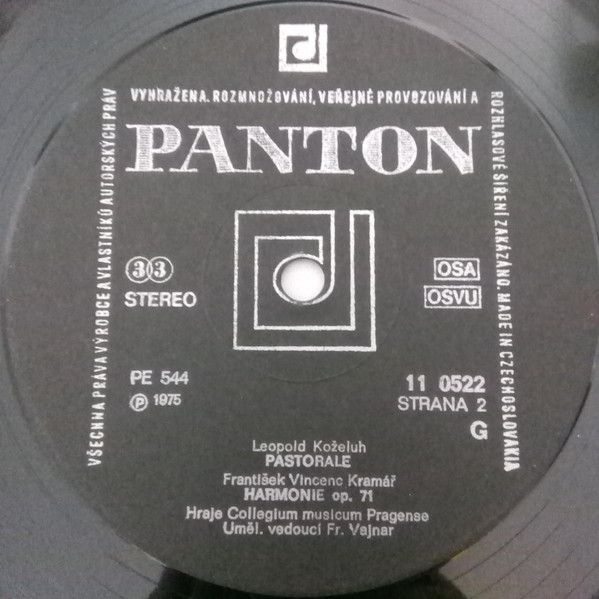 VŠECHNA PRÁVA VÝROBCE A VLASTNÍKŮ AUTORSKÝCH PRÁV
VYHRAŽENA. ROZMNOŽOVÁNÍ, VEŘEJNÉ PROVOZOVÁNÍ A
ROZHLASOVÉ ŠÍŘENÍ ZAKÁZÁNO. MADE IN CZECHOSLOVAKIA
PANTON
33
STEREO
OSA
OSVU
PE 544
℗ 1975
11 0522
STRANA 2
G
Leopold Koželuh
PASTORALE
František Vincenc Kramář
HARMONIE op. 71
Hraje Collegium musicum Pragense
Uměl. vedoucí Fr. Vajnar